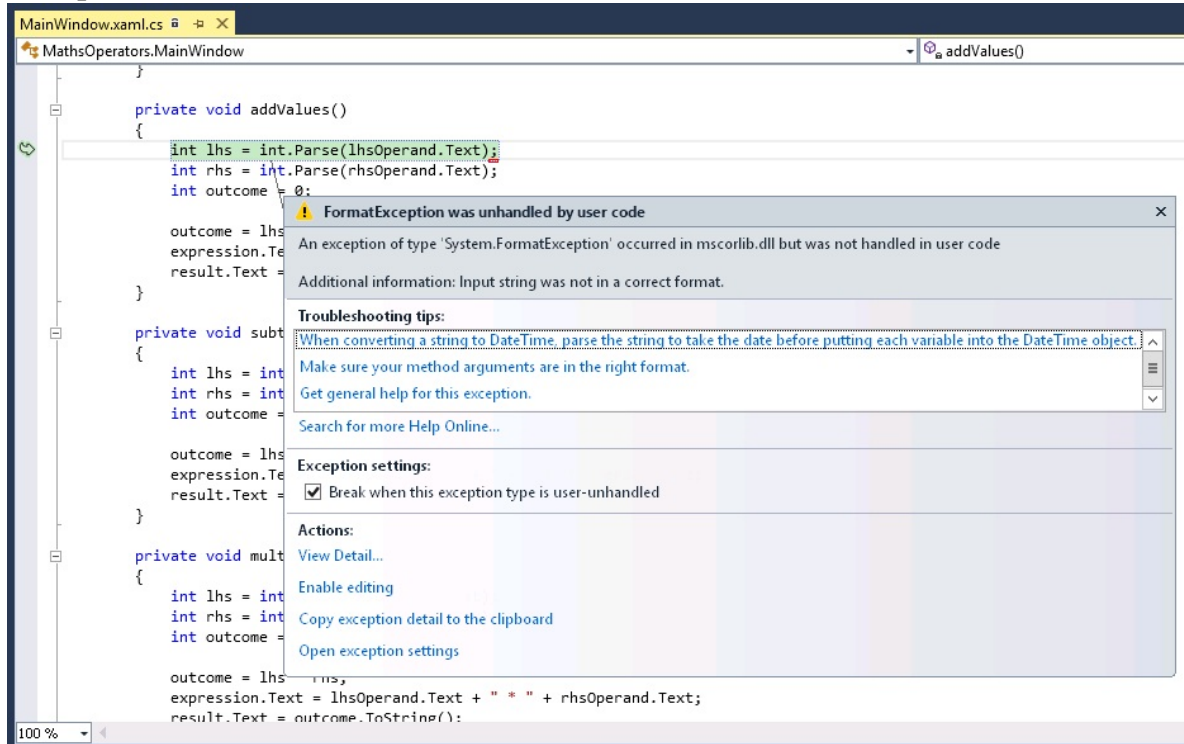 MainWindow.xaml.cs
MathsOperators.MainWindow
addValues()
}
private void addValues()
{
int lhs = int.Parse(lhsOperand.Text);
int rhs = int.Parse(rhsOperand.Text);
int outcome = 0;
outcome = lhs
expression.Te
result.Text =
}
private void subt
{
int lhs = int
int rhs = int
int outcome =
outcome = lhs
expression.Te
result.Text =
}
private void mult
{
int lhs = int
int rhs = int
int outcome =
outcome = lhs * rhs;
expression.Text = lhsOperand.Text + " * " + rhsOperand.Text;
result.Text = outcome.ToString();
FormatException was unhandled by user code
An exception of type 'System.FormatException' occurred in mscorlib.dll but was not handled in user code
Additional information: Input string was not in a correct format.
Troubleshooting tips:
When converting a string to DateTime, parse the string to take the date before putting each variable into the DateTime object.
Make sure your method arguments are in the right format.
Get general help for this exception.
Search for more Help Online...
Exception settings:
Break when this exception type is user-unhandled
Actions:
View Detail...
Enable editing
Copy exception detail to the clipboard
Open exception settings
100 %